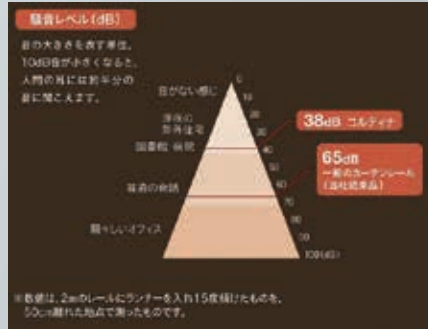 騒音レベル(dB)
音の大きさを表す単位。
10dB音が小さくなると、
人間の耳には約半分の
音に聞こえます。
音がない感じ
深夜の
郊外住宅
図書館 病院
普通の会話
騒々しいオフィス
0
10
20
30
40
50
60
70
80
90
100(dB)
38dB コルティナ
65dB
一般のカーテンレール
(当社従来品)
※数値は、2mのレールにランナーを入れ15度傾けたものを、
50cm離れた地点で測ったものです。